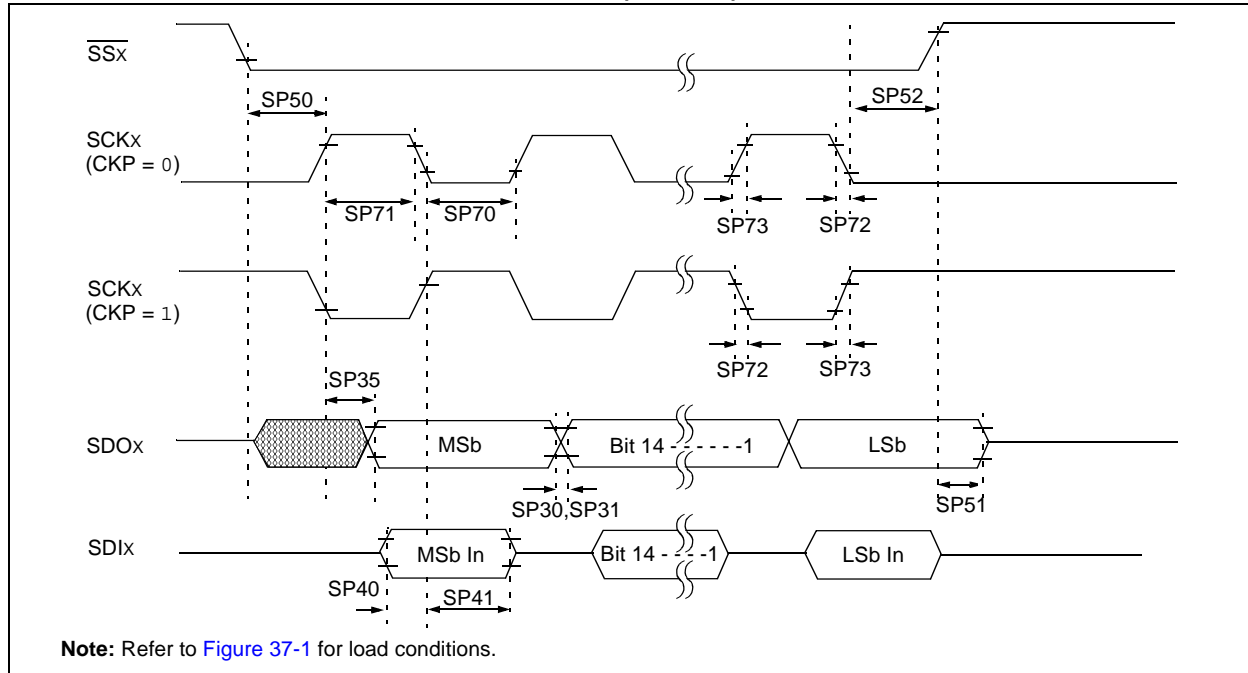 SSX
SP50
SP52
SCKX
(CKP = 0)
SP71
SP70
SP73
SP72
SCKX
(CKP = 1)
SP72
SP73
SP35
SDOX
MSb
Bit 14 - - - - - -1
LSb
SP30,SP31
SP51
SDIX
MSb In
Bit 14 - - - -1
LSb In
SP40
SP41
Note: Refer to Figure 37-1 for load conditions.